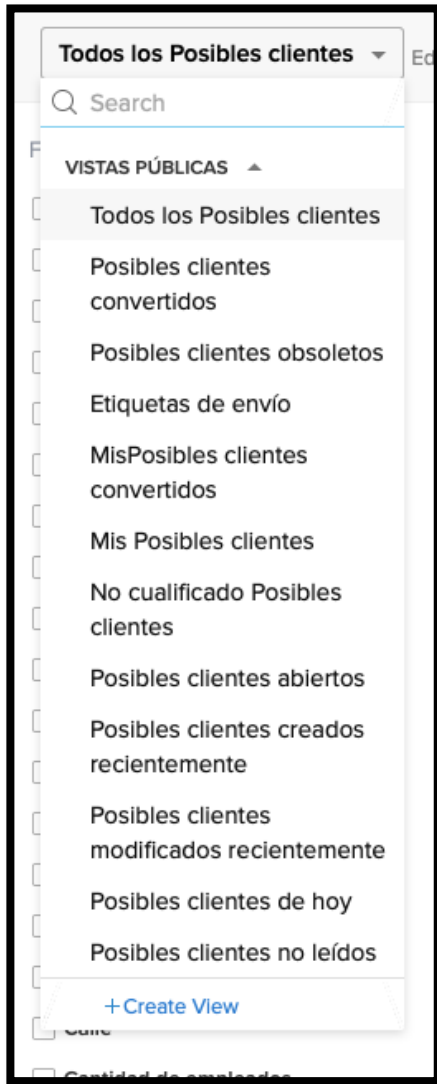 Todos los Posibles clientes
Ed
Search
F
VISTAS PÚBLICAS
Todos los Posibles clientes
Posibles clientes
convertidos
Posibles clientes obsoletos
Etiquetas de envío
MisPosibles clientes
convertidos
Mis Posibles clientes
No cualificado Posibles
clientes
Posibles clientes abiertos
Posibles clientes creados
recientemente
Posibles clientes
modificados recientemente
Posibles clientes de hoy
Posibles clientes no leídos
+Create View
Calle
Cantidad de empleados